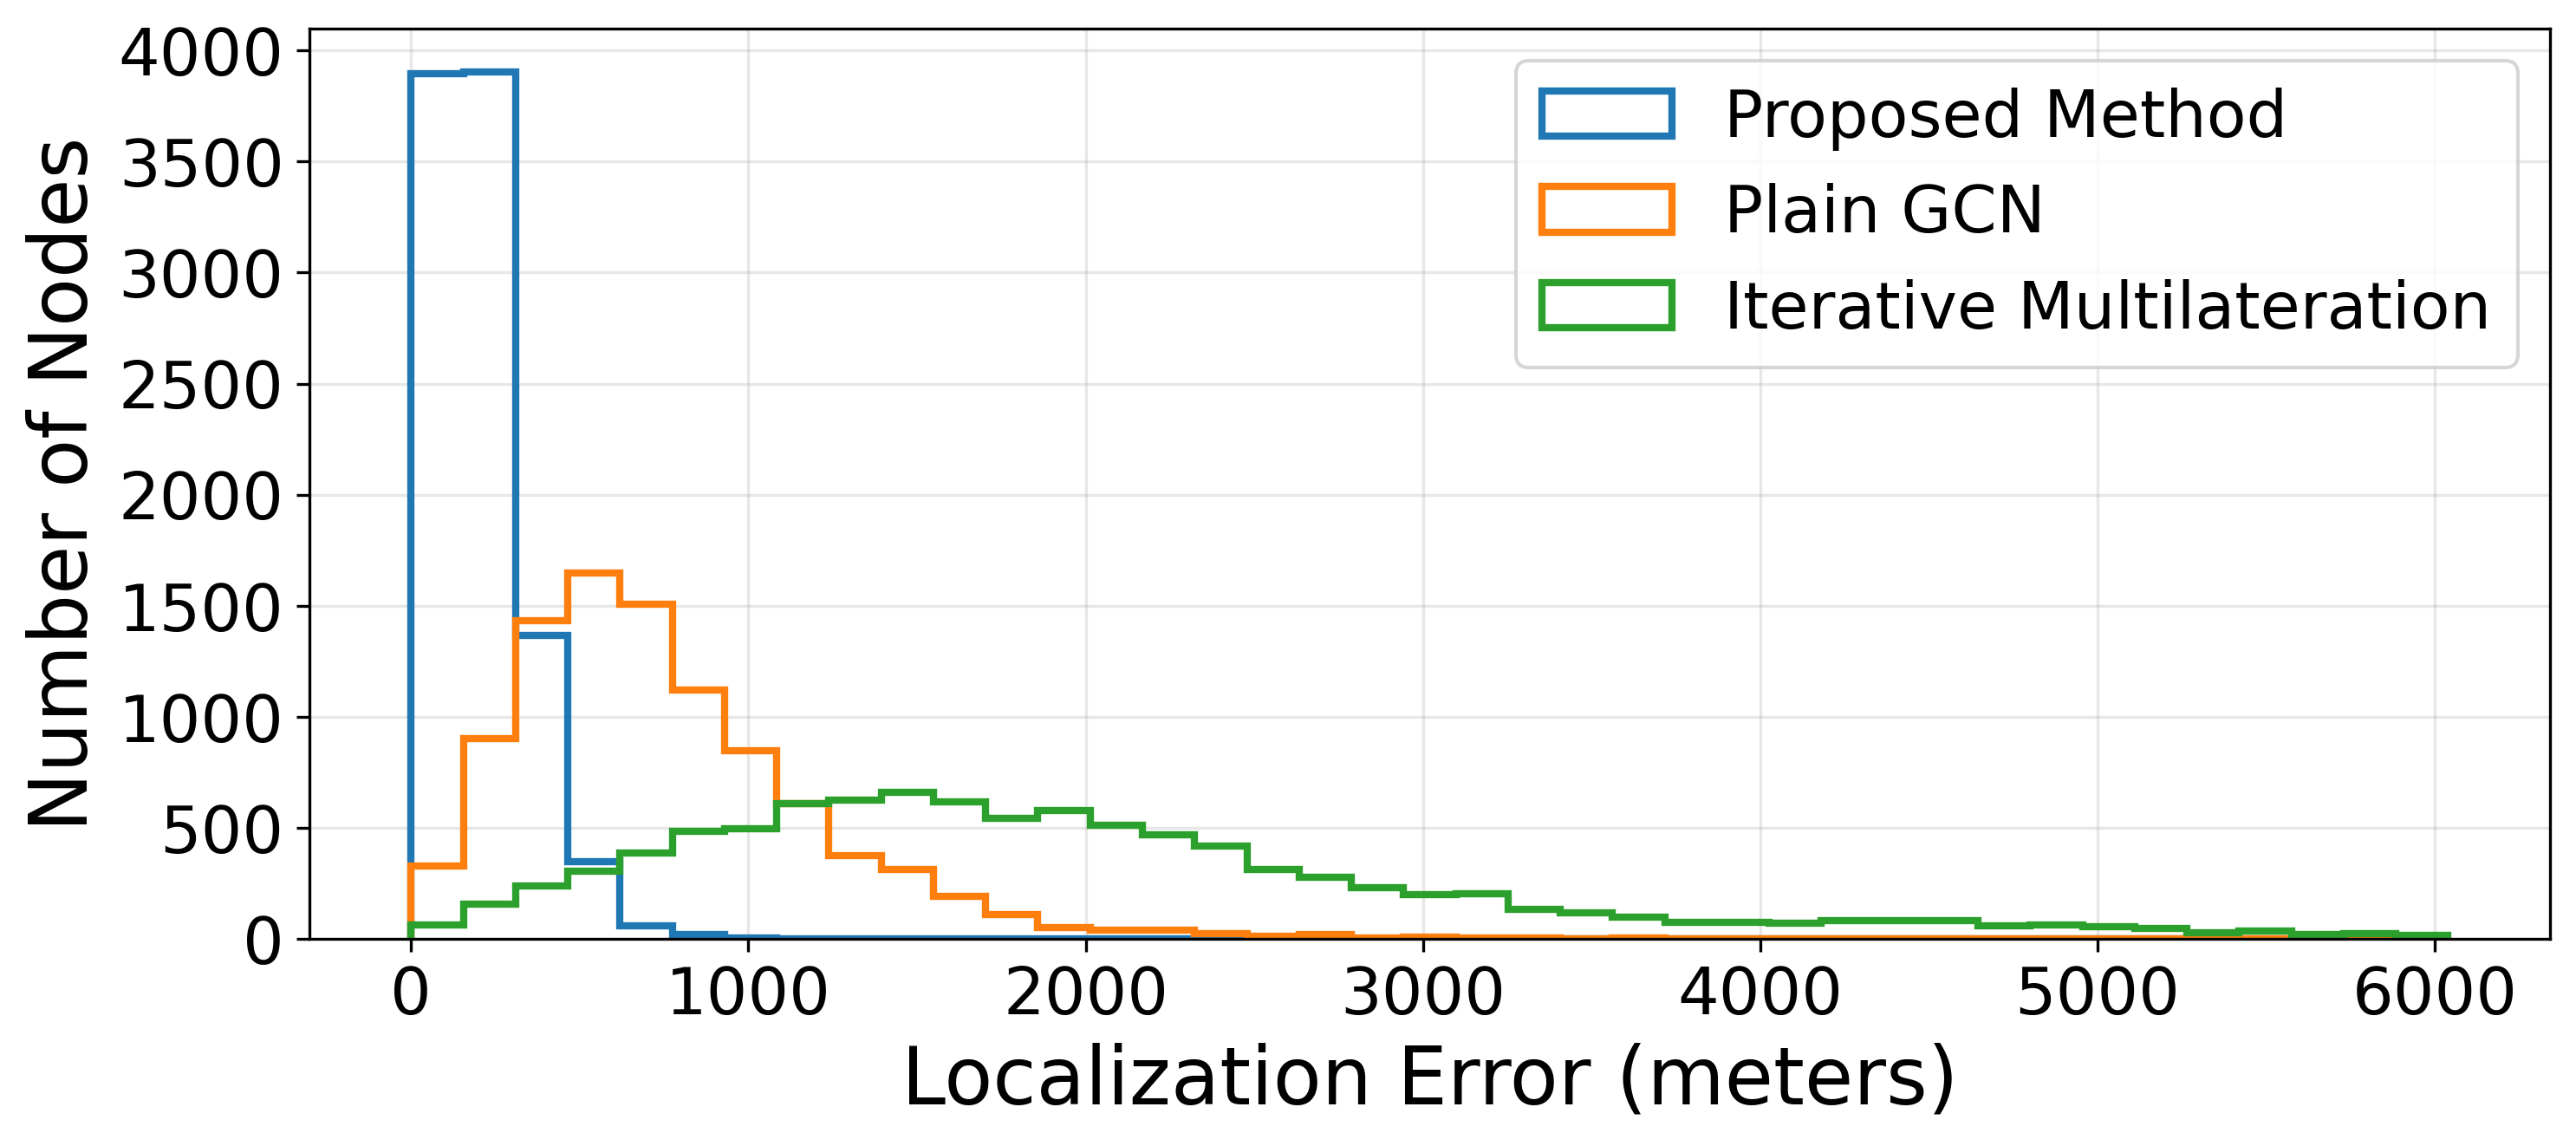 Number of Nodes
4000
3500
3000
2500
2000
1500
1000
500
0
Proposed Method
Plain GCN
Iterative Multilateration
0 1000 2000 3000 4000 5000 6000
Localization Error (meters)